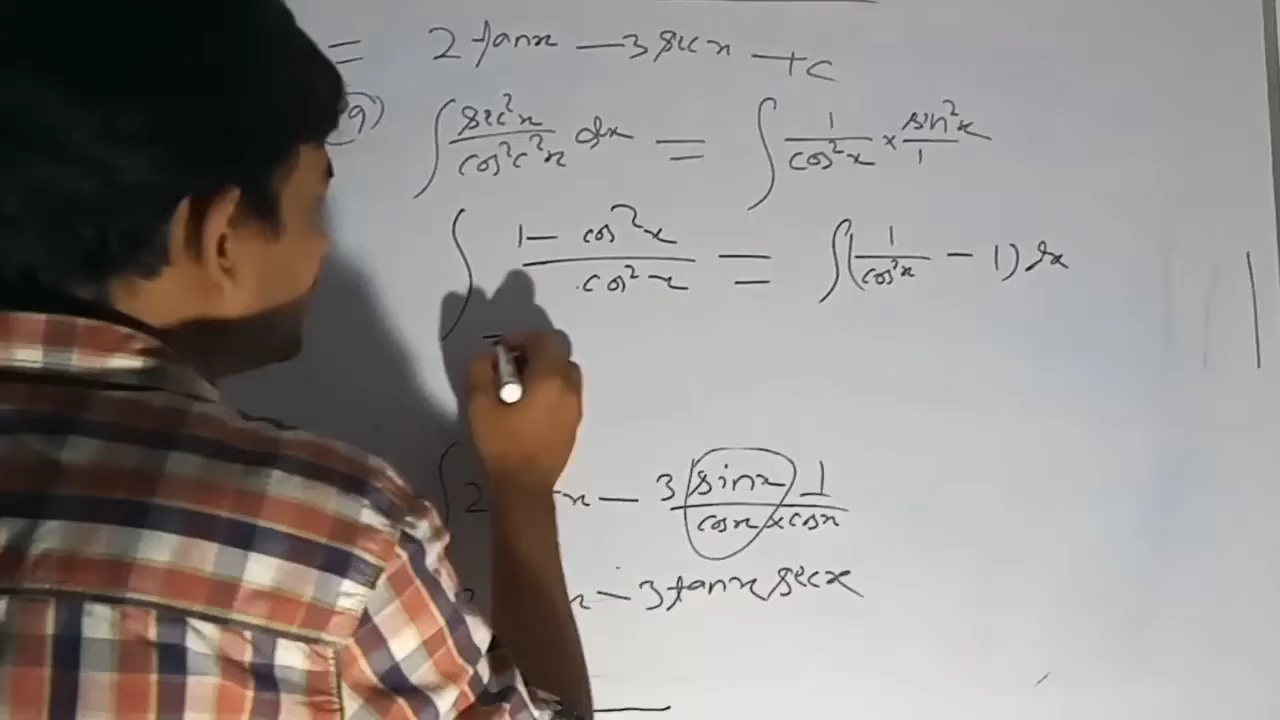 = 2 tanx — 3 secx + c
19) ∫ sec²x / cos²c²x dx = ∫ 1 / cos²x × sin²x / 1
∫ 1 — cos²x / cos²x = ∫( 1 / cos²x — 1) dx
=
∫ 2 x — 3 sinx 1 / cosx × cosx
x — 3 tanx secx